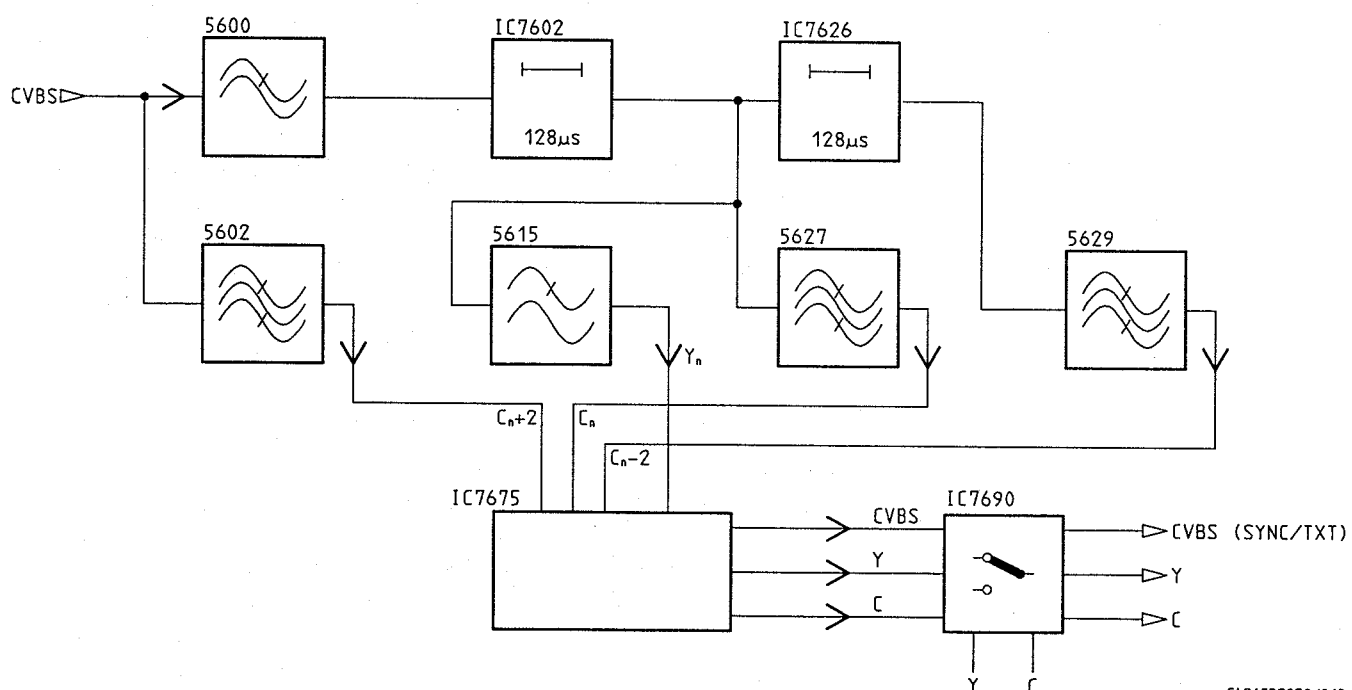 5600
IC7602
IC7626
CVBS
128µs
128µs
5602
5615
5627
5629
Yn
Cn+2
Cn
Cn-2
IC7675
IC7690
CVBS
CVBS (SYNC/TXT)
Y
Y
C
C
Y
C